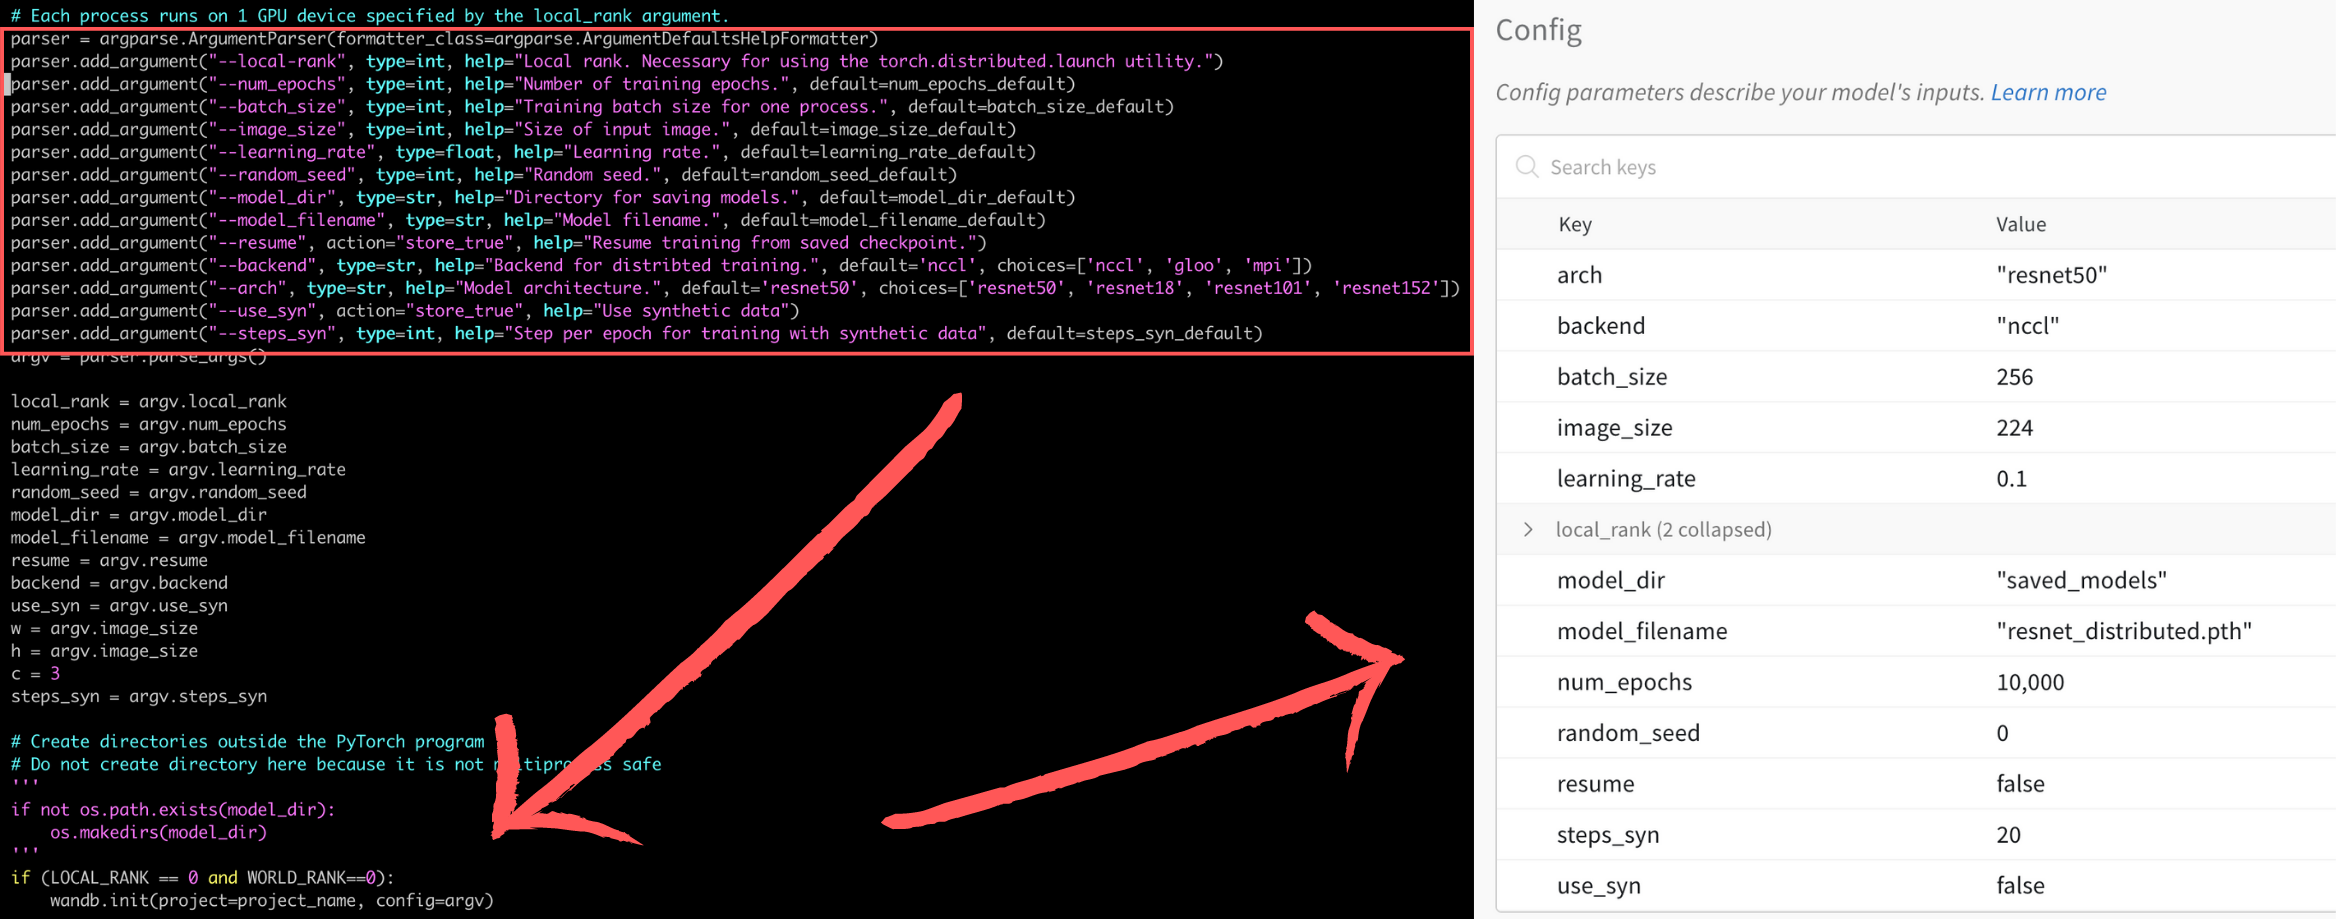 # Each process runs on 1 GPU device specified by the local_rank argument.
parser = argparse.ArgumentParser(formatter_class=argparse.ArgumentDefaultsHelpFormatter)
parser.add_argument("--local-rank", type=int, help="Local rank. Necessary for using the torch.distributed.launch utility.")
parser.add_argument("--num_epochs", type=int, help="Number of training epochs.", default=num_epochs_default)
parser.add_argument("--batch_size", type=int, help="Training batch size for one process.", default=batch_size_default)
parser.add_argument("--image_size", type=int, help="Size of input image.", default=image_size_default)
parser.add_argument("--learning_rate", type=float, help="Learning rate.", default=learning_rate_default)
parser.add_argument("--random_seed", type=int, help="Random seed.", default=random_seed_default)
parser.add_argument("--model_dir", type=str, help="Directory for saving models.", default=model_dir_default)
parser.add_argument("--model_filename", type=str, help="Model filename.", default=model_filename_default)
parser.add_argument("--resume", action="store_true", help="Resume training from saved checkpoint.")
parser.add_argument("--backend", type=str, help="Backend for distribted training.", default='nccl', choices=['nccl', 'gloo', 'mpi'])
parser.add_argument("--arch", type=str, help="Model architecture.", default='resnet50', choices=['resnet50', 'resnet18', 'resnet101', 'resnet152'])
parser.add_argument("--use_syn", action="store_true", help="Use synthetic data")
parser.add_argument("--steps_syn", type=int, help="Step per epoch for training with synthetic data", default=steps_syn_default)
argv = parser.parse_args()
local_rank = argv.local_rank
num_epochs = argv.num_epochs
batch_size = argv.batch_size
learning_rate = argv.learning_rate
random_seed = argv.random_seed
model_dir = argv.model_dir
model_filename = argv.model_filename
resume = argv.resume
backend = argv.backend
use_syn = argv.use_syn
w = argv.image_size
h = argv.image_size
c = 3
steps_syn = argv.steps_syn
# Create directories outside the PyTorch program
# Do not create directory here because it is not safe
'''
if not os.path.exists(model_dir):
    os.makedirs(model_dir)
'''
if (LOCAL_RANK == 0 and WORLD_RANK==0):
    wandb.init(project=project_name, config=argv)
Config
Config parameters describe your model's inputs. Learn more
Search keys
Key Value
arch "resnet50"
backend "nccl"
batch_size 256
image_size 224
learning_rate 0.1
local_rank (2 collapsed)
model_dir "saved_models"
model_filename "resnet_distributed.pth"
num_epochs 10,000
random_seed 0
resume false
steps_syn 20
use_syn false